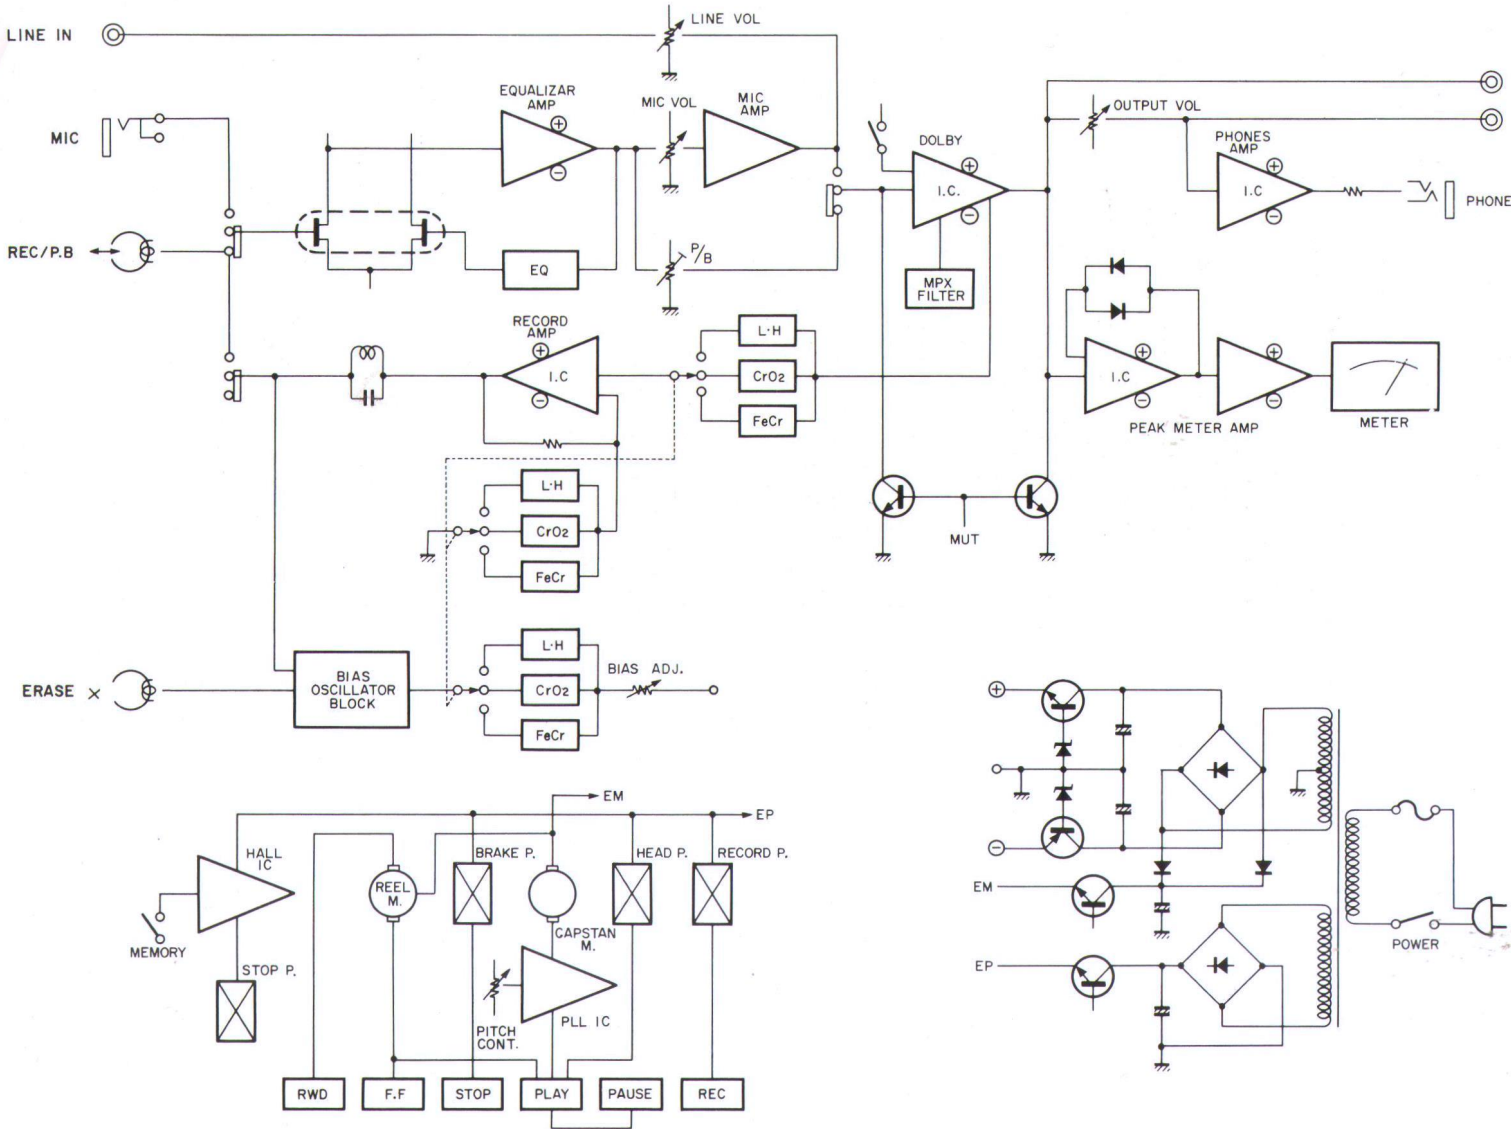 LINE IN
LINE VOL
EQUALIZAR
AMP
MIC VOL
MIC
AMP
MIC
OUTPUT VOL
DOLBY
I.C.
PHONES
AMP
I.C
PHONE
REC/P.B
EQ
P/B
MPX
FILTER
RECORD
AMP
I.C
L·H
CrO2
FeCr
I.C
PEAK METER AMP
METER
L·H
CrO2
FeCr
MUT
L·H
CrO2
FeCr
BIAS ADJ.
ERASE
BIAS
OSCILLATOR
BLOCK
EM
EP
HALL
IC
MEMORY
STOP P.
REEL
M.
BRAKE P.
CAPSTAN
M.
HEAD P.
RECORD P.
PITCH
CONT.
PLL IC
RWD
F.F
STOP
PLAY
PAUSE
REC
EM
EP
POWER